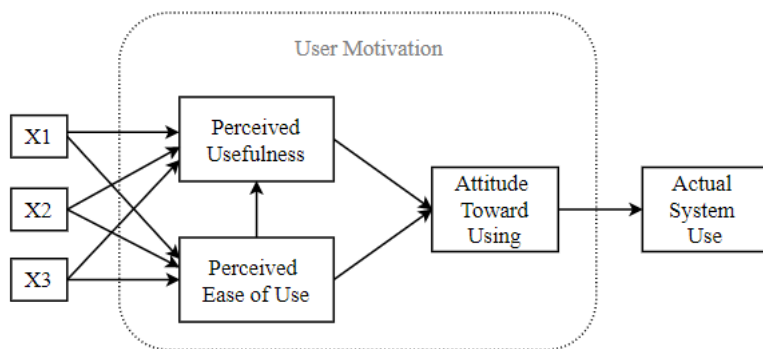 User Motivation
X1
X2
X3
Perceived
Usefulness
Perceived
Ease of Use
Attitude
Toward
Using
Actual
System
Use